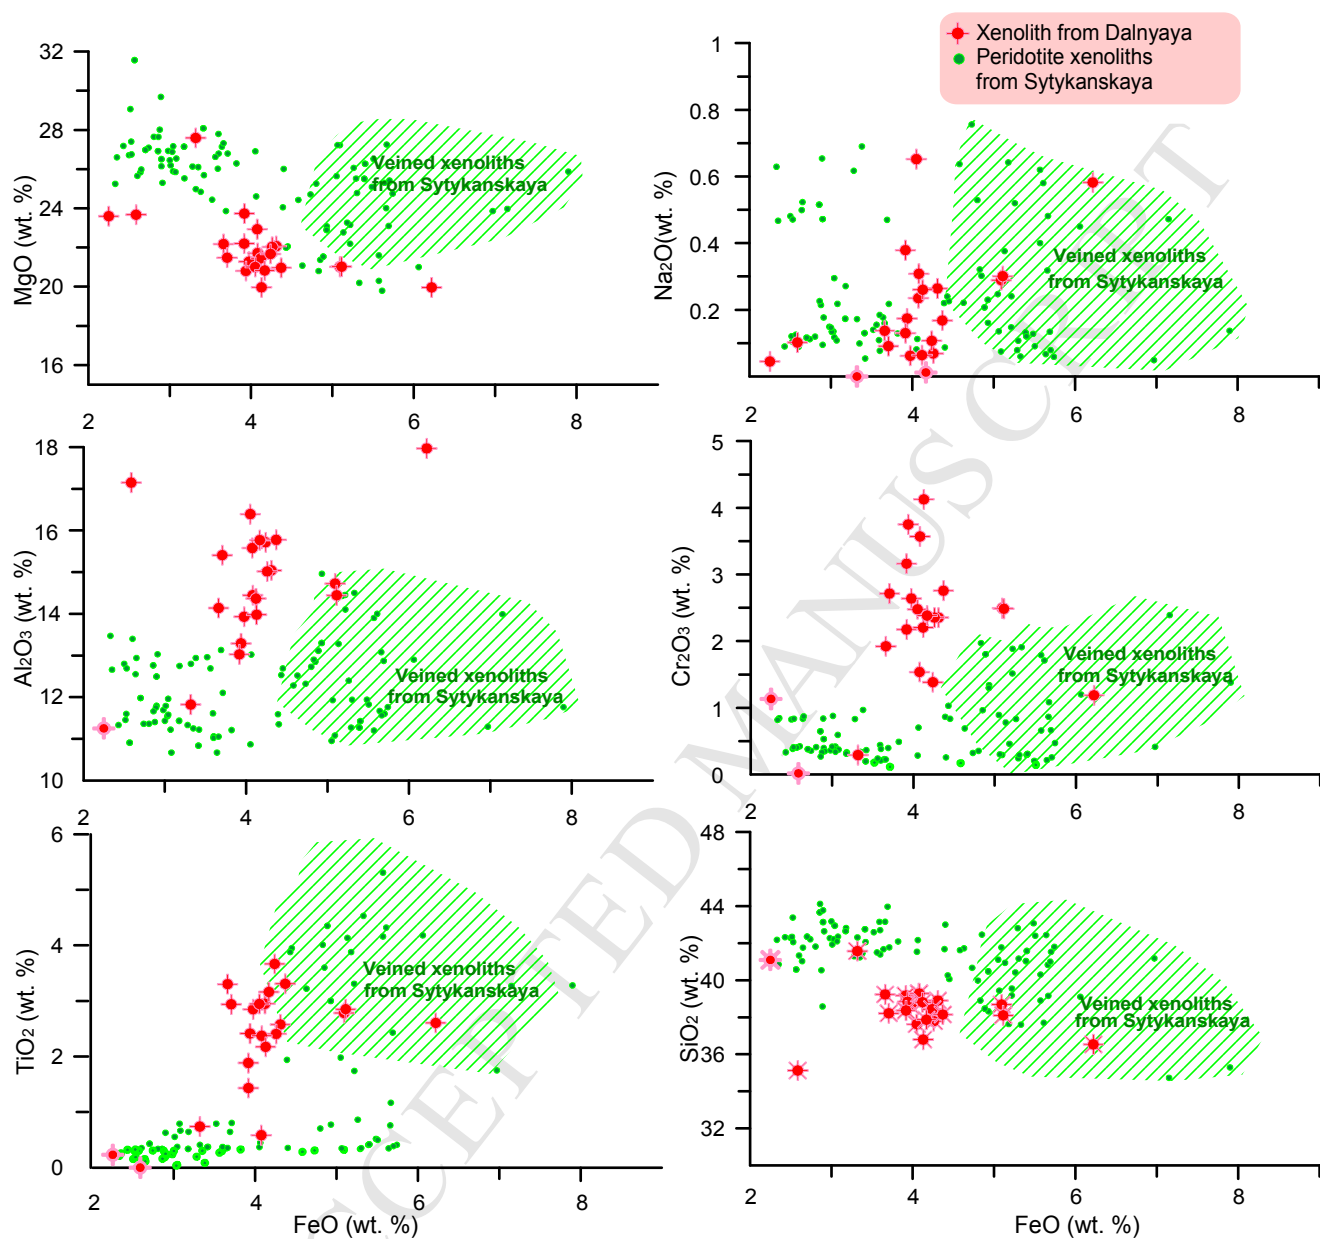 Xenolith from Dalnyaya
Peridotite xenoliths
from Sytykanskaya
32
28
24
20
16
MgO (wt. %)
2 4 6 8
Veined xenoliths
from Sytykanskaya
1
0.8
0.6
0.4
0.2
Na2O(wt. %)
2 4 6 8
Veined xenoliths
from Sytykanskaya
18
16
14
12
10
Al2O3 (wt. %)
2 4 6 8
Veined xenoliths
from Sytykanskaya
5
4
3
2
1
0
Cr2O3 (wt. %)
2 4 6 8
Veined xenoliths
from Sytykanskaya
6
4
2
0
TiO2 (wt. %)
2 4 6 8
FeO (wt. %)
Veined xenoliths
from Sytykanskaya
48
44
40
36
32
SiO2 (wt. %)
2 4 6 8
FeO (wt. %)
Veined xenoliths
from Sytykanskaya
CCEPTED MANUSCRIPT